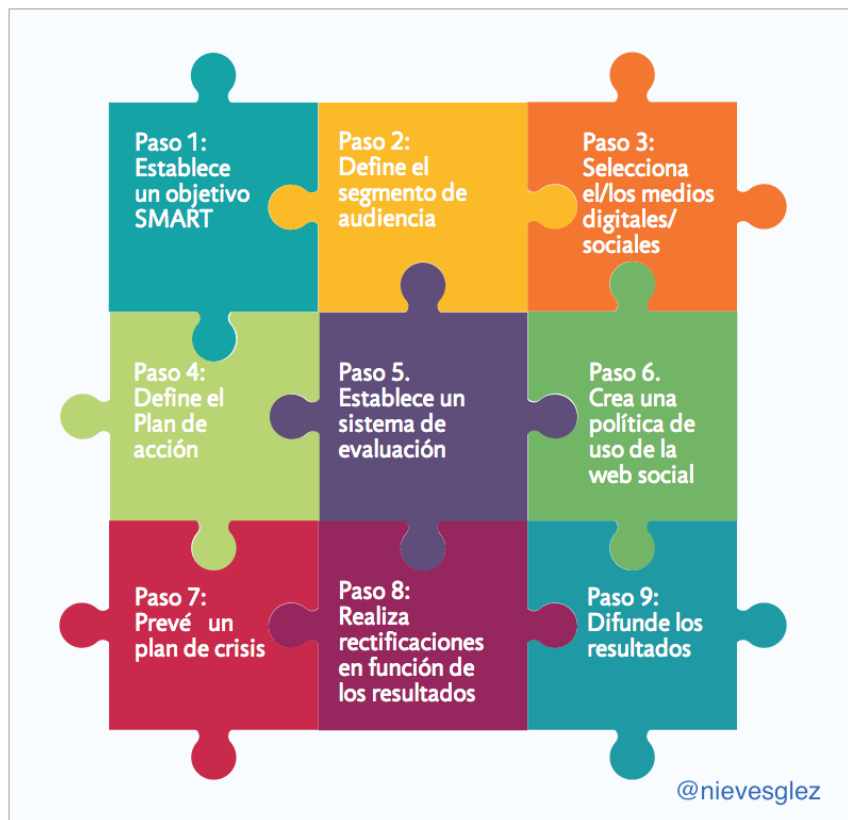 Paso 1:
Establece
un objetivo
SMART
Paso 2:
Define el
segmento de
audiencia
Paso 3:
Selecciona
el/los medios
digitales/
sociales
Paso 4:
Define el
Plan de
acción
Paso 5.
Establece un
sistema de
evaluación
Paso 6.
Crea una
política de
uso de la
web social
Paso 7:
Prevé un
plan de crisis
Paso 8:
Realiza
rectificaciones
en función de
los resultados
Paso 9:
Difunde los
resultados
@nievesglez